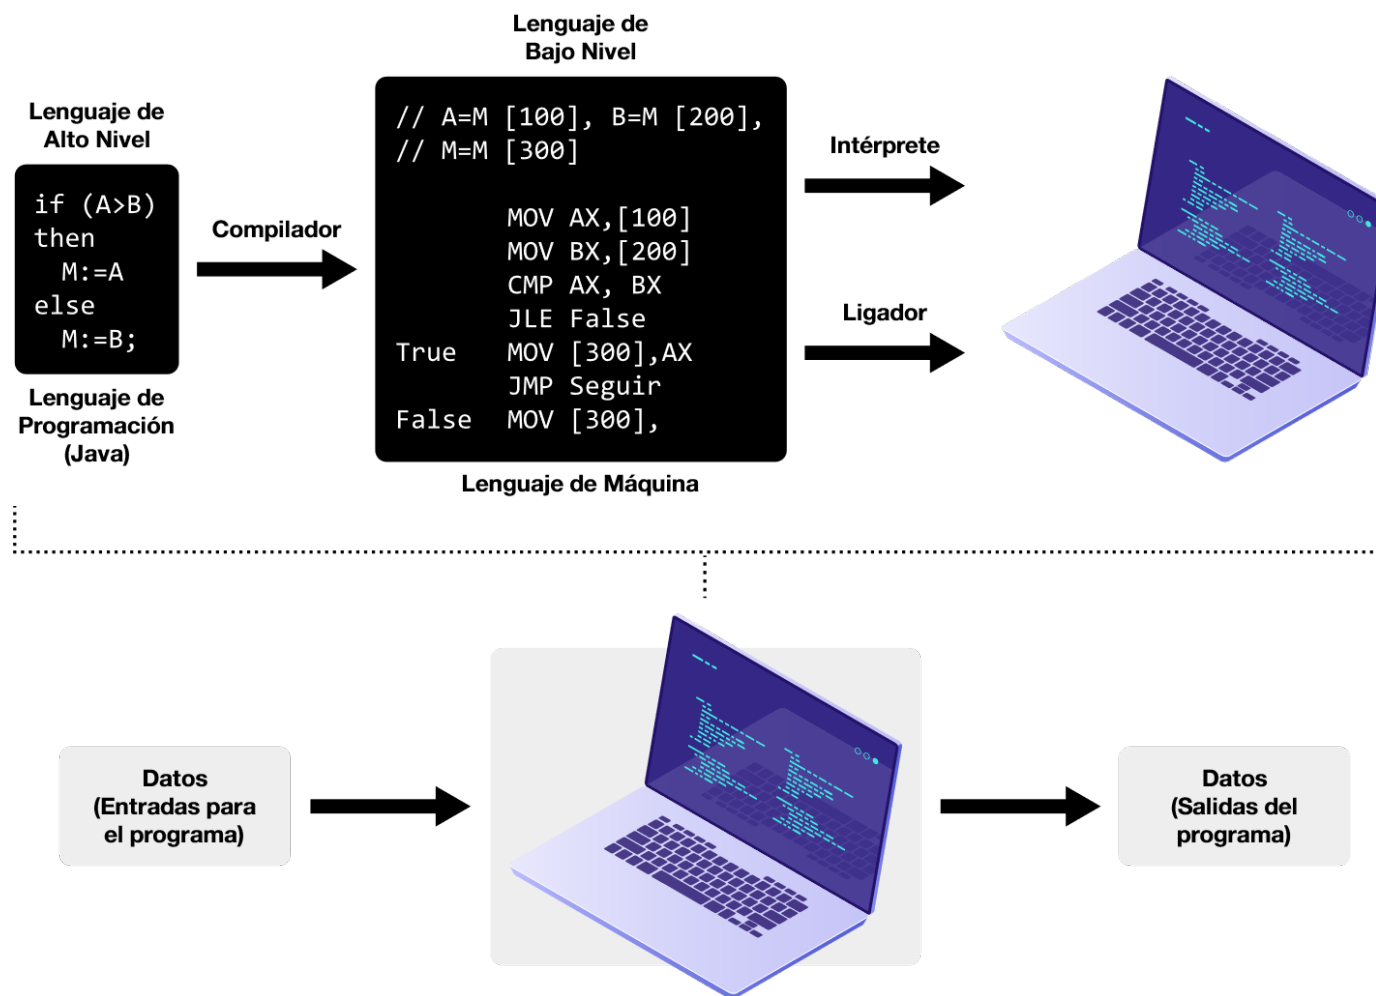 Lenguaje de
Alto Nivel
if (A>B)
then
M:=A
else
M:=B;
Lenguaje de
Programación
(Java)
Compilador
Lenguaje de
Bajo Nivel
// A=M [100], B=M [200],
// M=M [300]
MOV AX,[100]
MOV BX,[200]
CMP AX, BX
JLE False
True MOV [300],AX
JMP Seguir
False MOV [300],
Lenguaje de Máquina
Intérprete
Ligador
Datos
(Entradas para
el programa)
Datos
(Salidas del
programa)